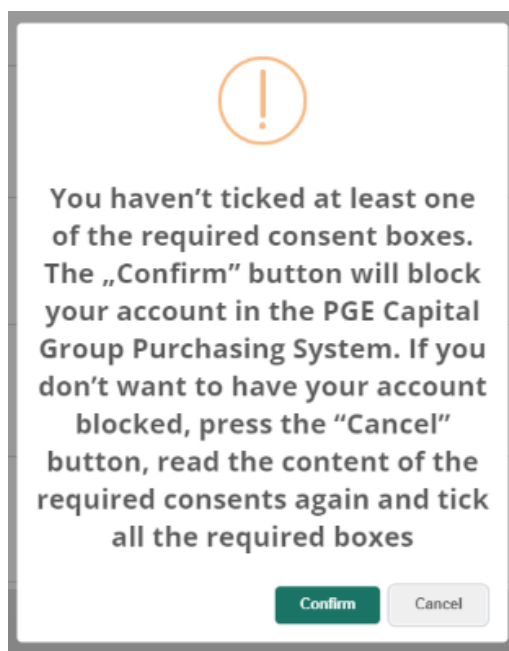 You haven’t ticked at least one
of the required consent boxes.
The „Confirm” button will block
your account in the PGE Capital
Group Purchasing System. If you
don’t want to have your account
blocked, press the “Cancel”
button, read the content of the
required consents again and tick
all the required boxes
Confirm Cancel